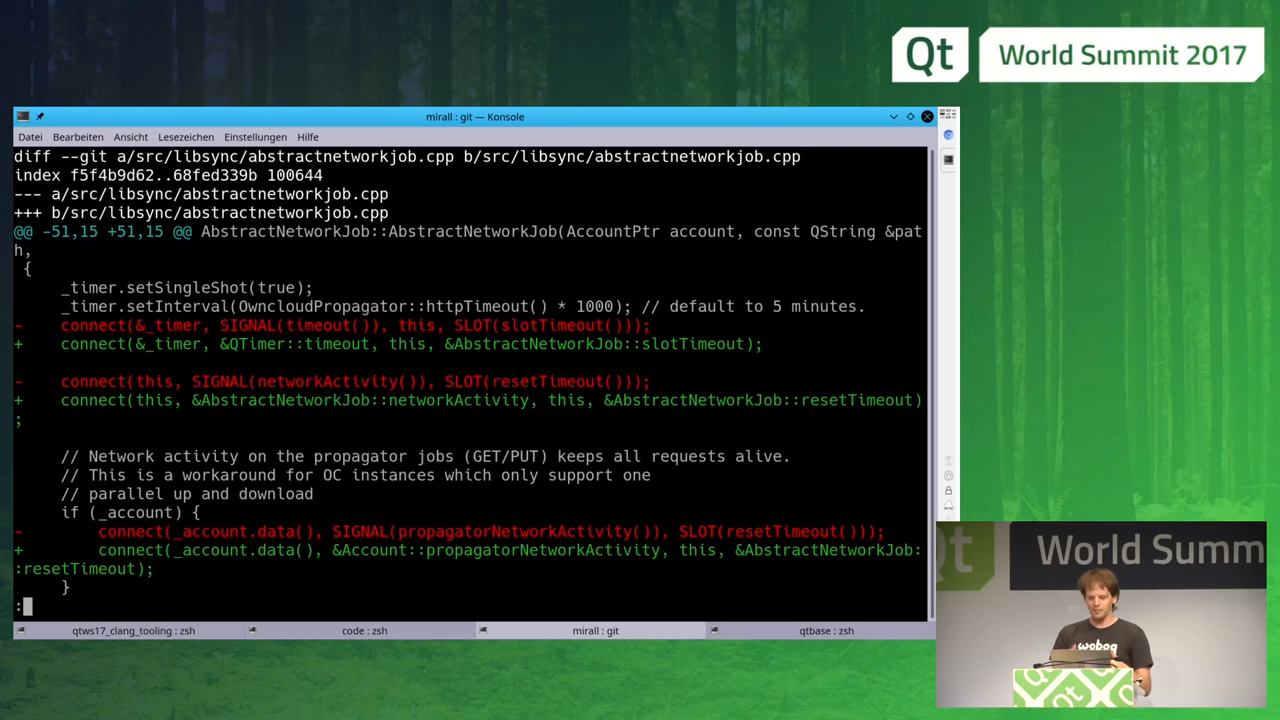 Qt
World Summit 2017
mirall : git — Konsole
Datei Bearbeiten Ansicht Lesezeichen Einstellungen Hilfe
diff --git a/src/libsync/abstractnetworkjob.cpp b/src/libsync/abstractnetworkjob.cpp
index f5f4b9d62..68fed339b 100644
--- a/src/libsync/abstractnetworkjob.cpp
+++ b/src/libsync/abstractnetworkjob.cpp
@@ -51,15 +51,15 @@ AbstractNetworkJob::AbstractNetworkJob(AccountPtr account, const QString &pat
h,
 {
     _timer.setSingleShot(true);
     _timer.setInterval(OwncloudPropagator::httpTimeout() * 1000); // default to 5 minutes.
-    connect(&_timer, SIGNAL(timeout()), this, SLOT(slotTimeout()));
+    connect(&_timer, &QTimer::timeout, this, &AbstractNetworkJob::slotTimeout);
-    connect(this, SIGNAL(networkActivity()), SLOT(resetTimeout()));
+    connect(this, &AbstractNetworkJob::networkActivity, this, &AbstractNetworkJob::resetTimeout)
;
     // Network activity on the propagator jobs (GET/PUT) keeps all requests alive.
     // This is a workaround for OC instances which only support one
     // parallel up and download
     if (_account) {
-        connect(_account.data(), SIGNAL(propagatorNetworkActivity()), SLOT(resetTimeout()));
+        connect(_account.data(), &Account::propagatorNetworkActivity, this, &AbstractNetworkJob:
:resetTimeout);
     }
:
qtws17_clang_tooling : zsh code : zsh mirall : git qtbase : zsh
World Summ
woboq
Qt